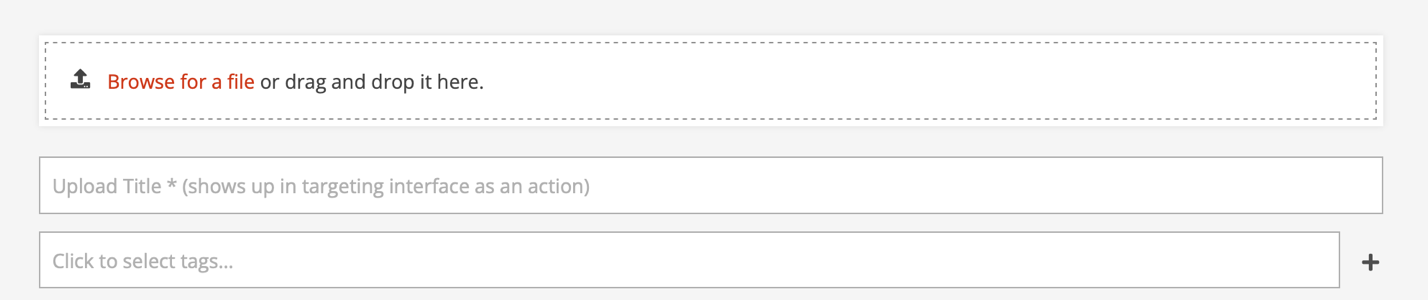 Browse for a file or drag and drop it here.
Upload Title * (shows up in targeting interface as an action)
Click to select tags...